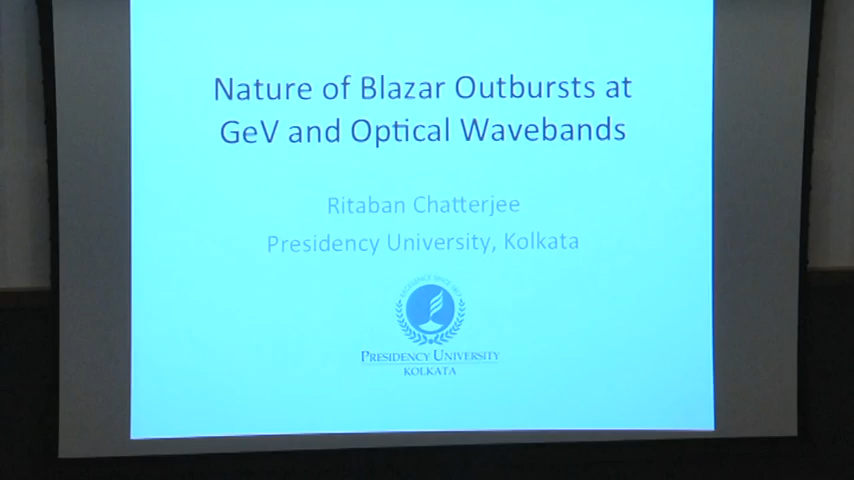 Nature of Blazar Outbursts at
GeV and Optical Wavebands
Ritaban Chatterjee
Presidency University, Kolkata
PRESIDENCY UNIVERSITY
KOLKATA